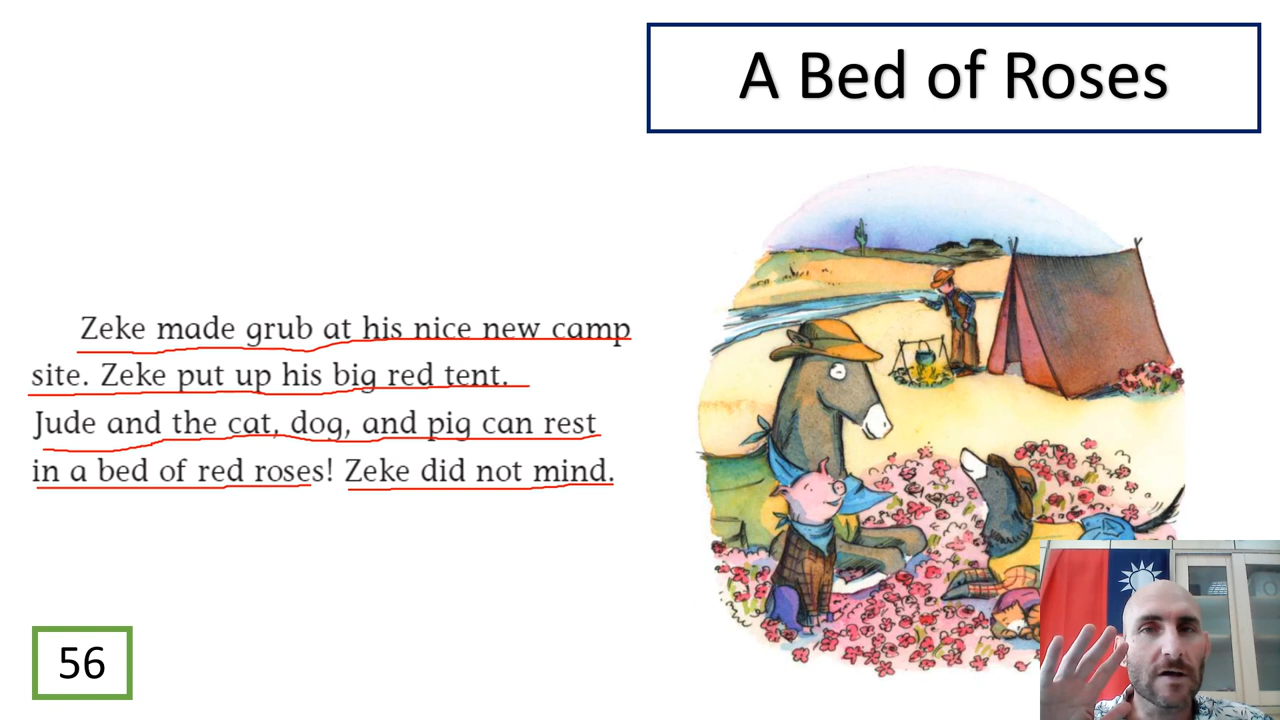 A Bed of Roses
Zeke made grub at his nice new camp
site. Zeke put up his big red tent.
Jude and the cat, dog, and pig can rest
in a bed of red roses! Zeke did not mind.
56